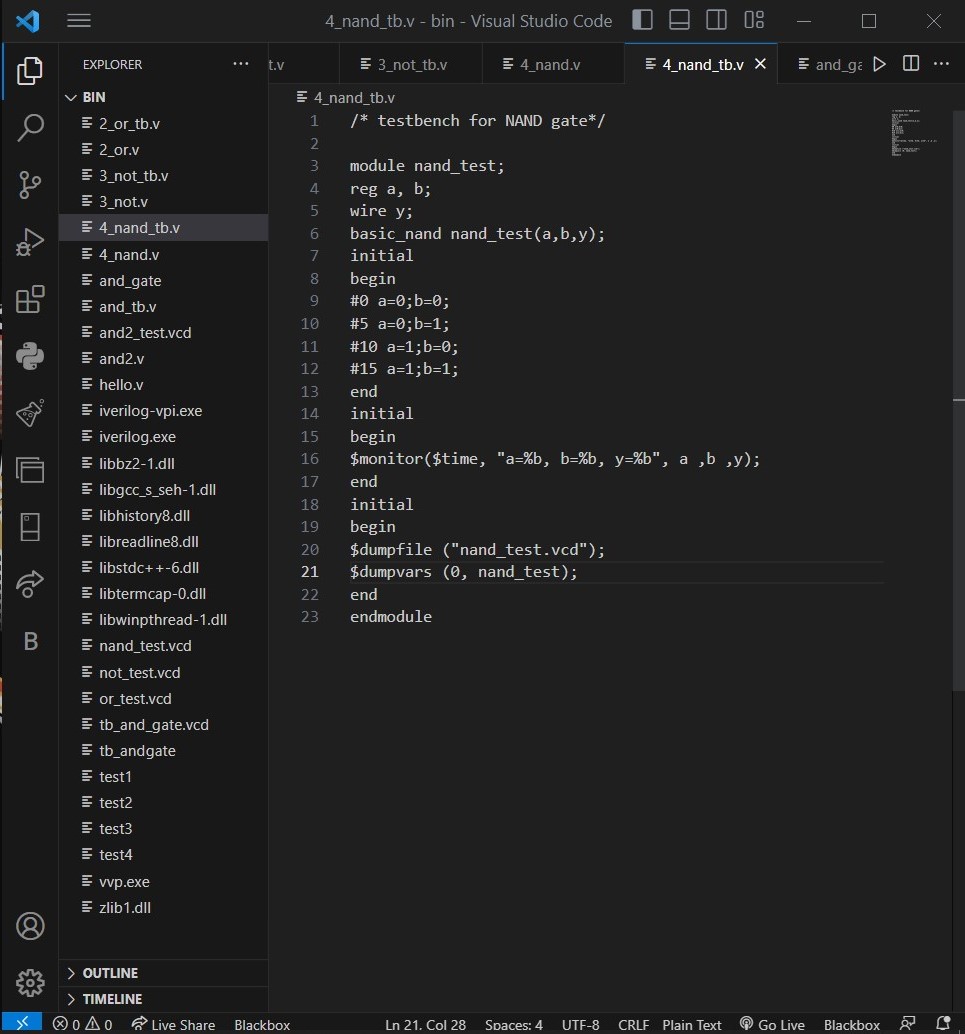 4_nand_tb.v - bin - Visual Studio Code
EXPLORER
t.v
3_not_tb.v
4_nand.v
4_nand_tb.v
and_ga
BIN
2_or_tb.v
2_or.v
3_not_tb.v
3_not.v
4_nand_tb.v
4_nand.v
and_gate
and_tb.v
and2_test.vcd
and2.v
hello.v
iverilog-vpi.exe
iverilog.exe
libbz2-1.dll
libgcc_s_seh-1.dll
libhistory8.dll
libreadline8.dll
libstdc++-6.dll
libtermcap-0.dll
libwinpthread-1.dll
nand_test.vcd
not_test.vcd
or_test.vcd
tb_and_gate.vcd
tb_andgate
test1
test2
test3
test4
vvp.exe
zlib1.dll
OUTLINE
TIMELINE
B
4_nand_tb.v
1 /* testbench for NAND gate*/
2
3 module nand_test;
4 reg a, b;
5 wire y;
6 basic_nand nand_test(a,b,y);
7 initial
8 begin
9 #0 a=0;b=0;
10 #5 a=0;b=1;
11 #10 a=1;b=0;
12 #15 a=1;b=1;
13 end
14 initial
15 begin
16 $monitor($time, "a=%b, b=%b, y=%b", a ,b ,y);
17 end
18 initial
19 begin
20 $dumpfile ("nand_test.vcd");
21 $dumpvars (0, nand_test);
22 end
23 endmodule
0 0 Live Share Blackbox Ln 21, Col 28 Spaces: 4 UTF-8 CRLF Plain Text Go Live Blackbox